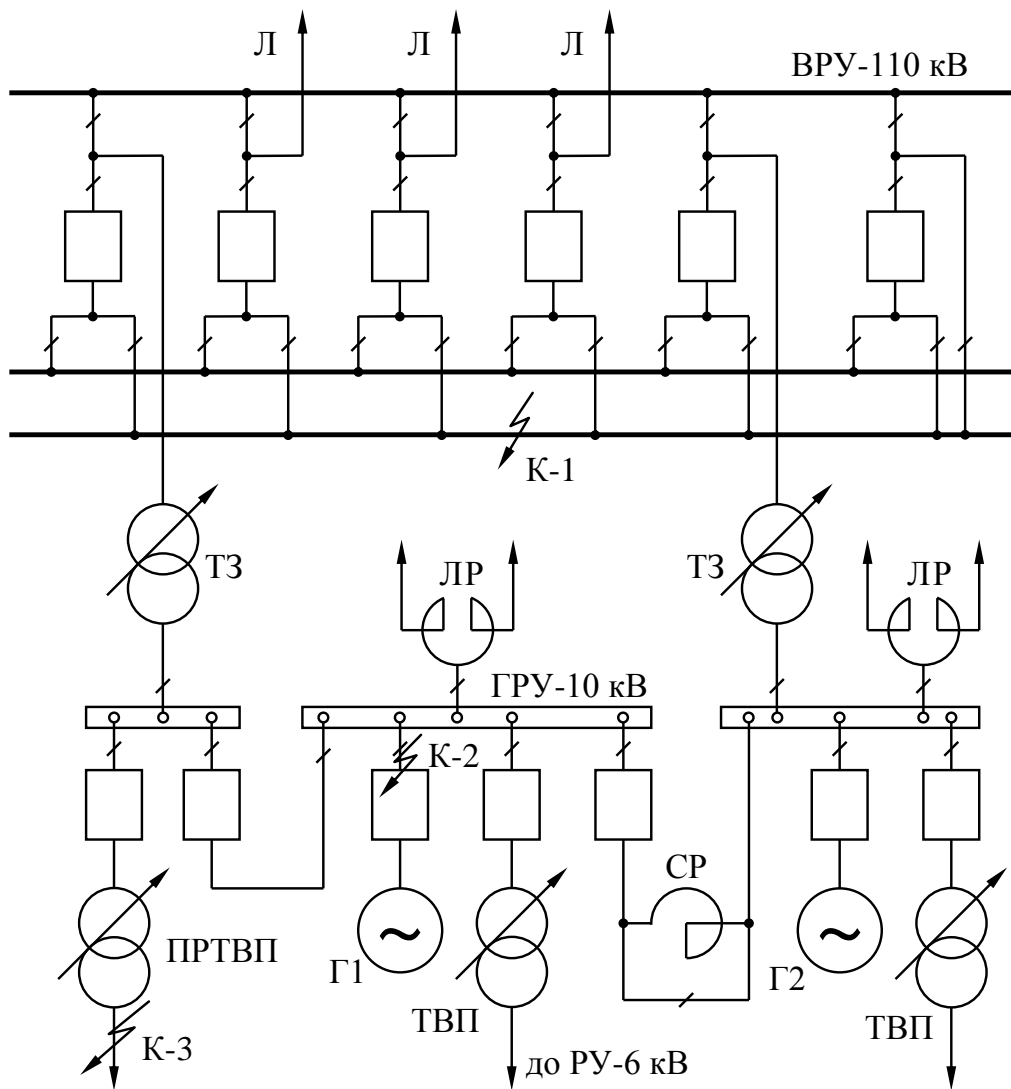 Л
Л
Л
ВРУ-110 кВ
К-1
ТЗ
ЛР
ТЗ
ЛР
ГРУ-10 кВ
К-2
СР
ПРТВП
Г1
ТВП
Г2
ТВП
К-3
до РУ-6 кВ